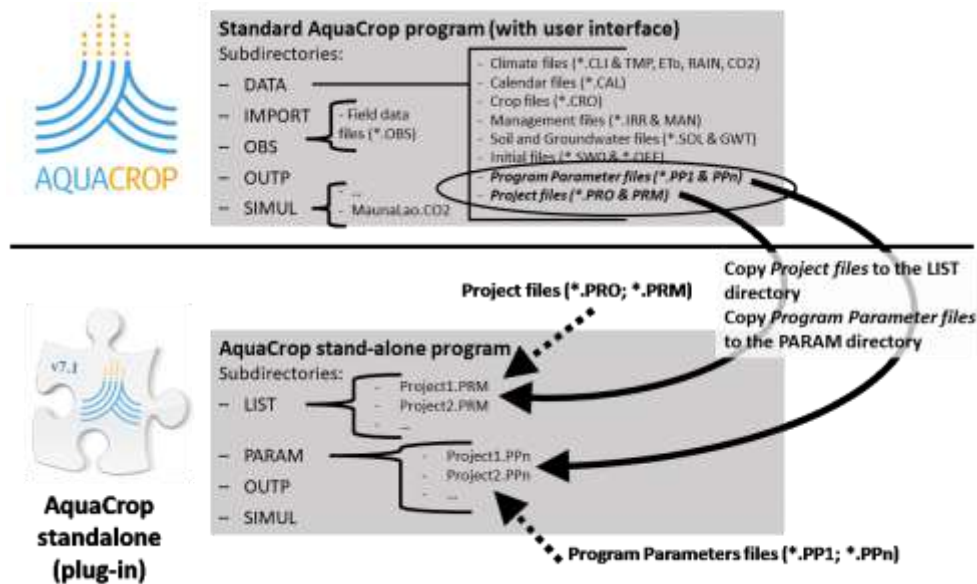 Standard AquaCrop program (with user interface)
Subdirectories:
– DATA
– IMPORT
– OBS
– OUTP
– SIMUL
- Field data
files (*.OBS)
- ...
- MaunaLao.CO2
- Climate files (*.CLI & TMP, ETo, RAIN, CO2)
- Calendar files (*.CAL)
- Crop files (*.CRO)
- Management files (*.IRR & MAN)
- Soil and Groundwater files (*.SOL & GWT)
- Initial files (*.SW0 & *.OFF)
- Program Parameter files (*.PP1 & PPn)
- Project files (*.PRO & PRM)
AQUACROP
Copy Project files to the LIST
directory
Copy Program Parameter files
to the PARAM directory
Project files (*.PRO; *.PRM)
AquaCrop stand-alone program
Subdirectories:
– LIST
- Project1.PRM
- Project2.PRM
- ...
– PARAM
- Project1.PPn
- Project2.PPn
- ...
– OUTP
– SIMUL
Program Parameters files (*.PP1; *.PPn)
v7.1
AquaCrop
standalone
(plug-in)